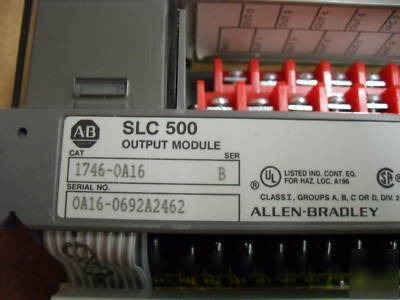 AB
SLC 500
OUTPUT MODULE
CAT
SER
1746-OA16 B
SERIAL NO.
OA16-0692A2462
UL
LISTED IND. CONT. EQ.
FOR HAZ. LOC. A196
CLASS I, GROUPS A, B, C OR D, DIV. 2
ALLEN-BRADLEY